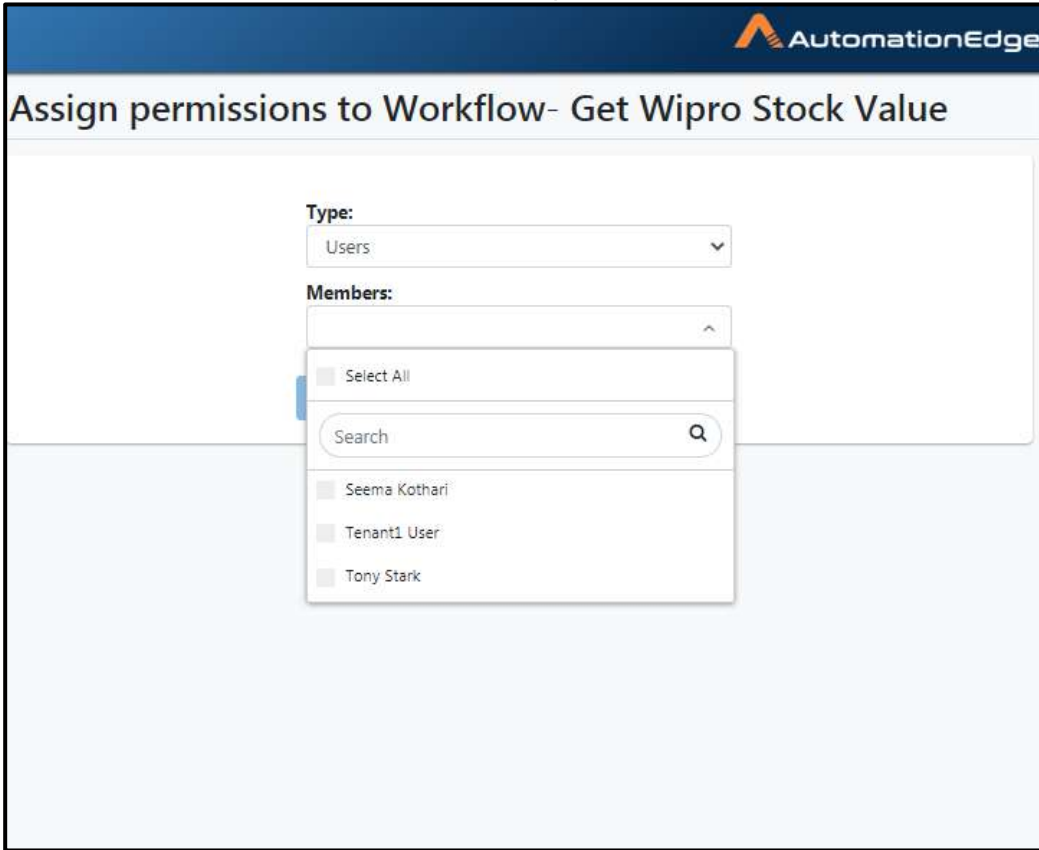 AutomationEdge
Assign permissions to Workflow- Get Wipro Stock Value
Type:
Users
Members:
Select All
Search
Seema Kothari
Tenant1 User
Tony Stark